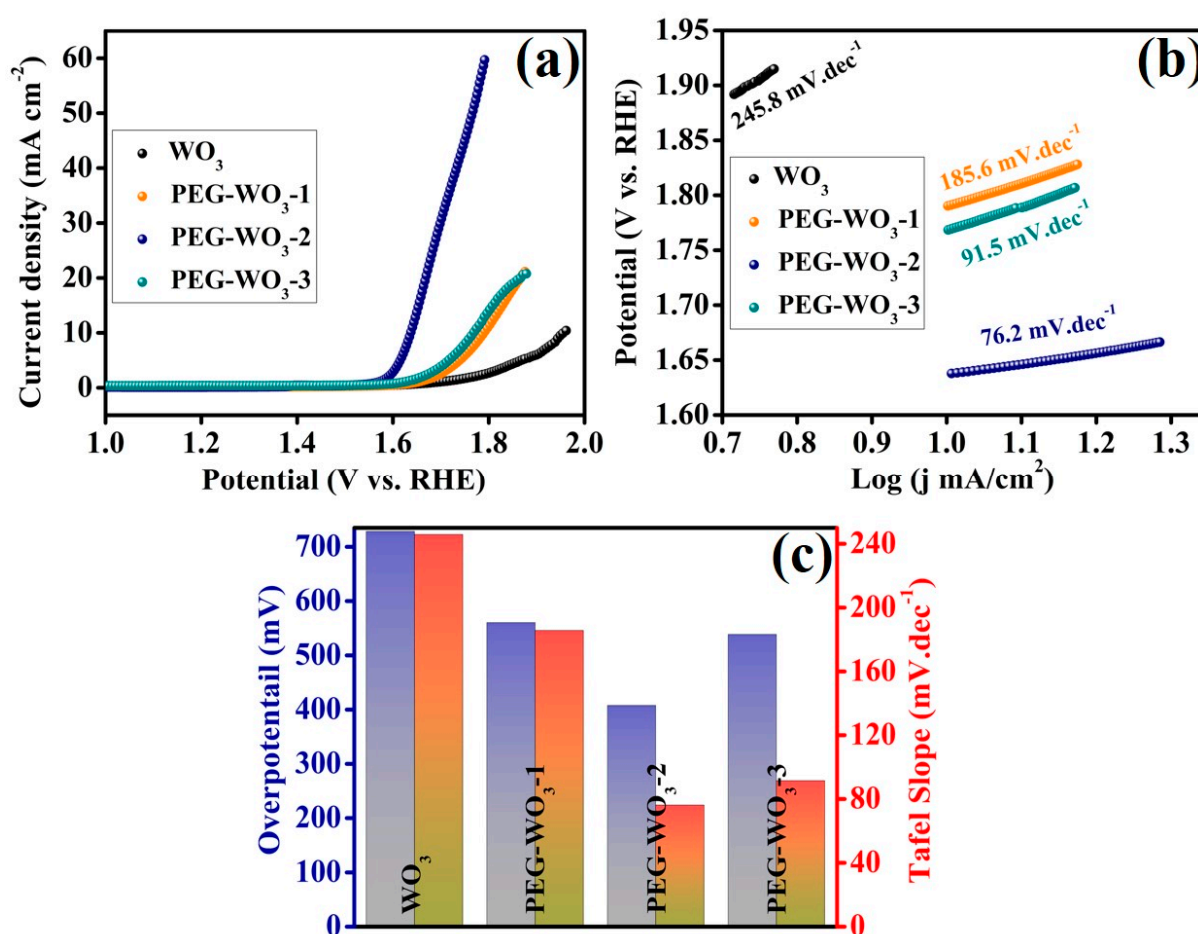 (a)
Current density (mA cm⁻²)
60
50
40
30
20
10
0
WO₃
PEG-WO₃-1
PEG-WO₃-2
PEG-WO₃-3
1.0 1.2 1.4 1.6 1.8 2.0
Potential (V vs. RHE)
(b)
Potential (V vs. RHE)
1.95
1.90
1.85
1.80
1.75
1.70
1.65
1.60
245.8 mV.dec⁻¹
185.6 mV.dec⁻¹
91.5 mV.dec⁻¹
76.2 mV.dec⁻¹
WO₃
PEG-WO₃-1
PEG-WO₃-2
PEG-WO₃-3
0.7 0.8 0.9 1.0 1.1 1.2 1.3
Log (j mA/cm²)
(c)
Overpotentail (mV)
700
600
500
400
300
200
100
0
WO₃
PEG-WO₃-1
PEG-WO₃-2
PEG-WO₃-3
240
200
160
120
80
40
0
Tafel Slope (mV.dec⁻¹)